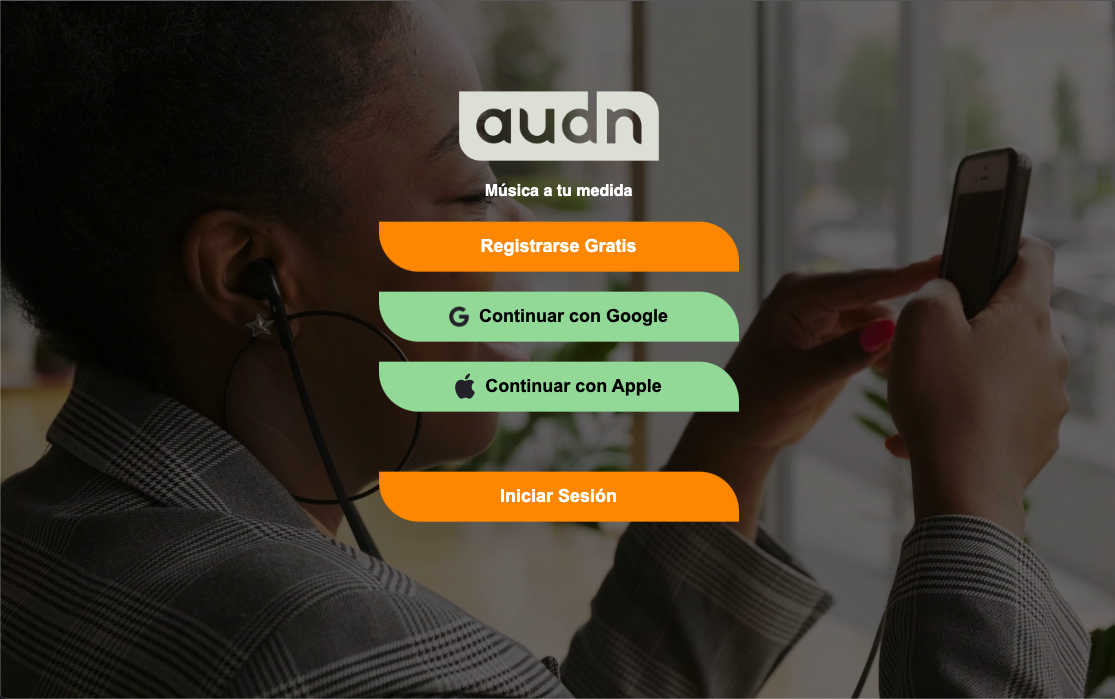 audn
Música a tu medida
Registrarse Gratis
Continuar con Google
Continuar con Apple
Iniciar Sesión